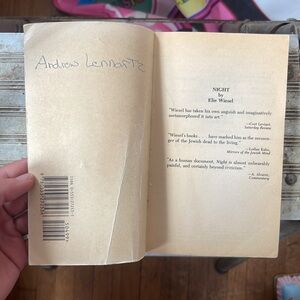 Andrew Lennartz
NIGHT
by
Elie Wiesel
"Wiesel has taken his own anguish and imaginatively
metamorphosed it into art."
—Curt Leviant,
Saturday Review
"Wiesel's books . . . have marked him as the messen-
ger of the Jewish dead to the living."
—Lothar Kahn,
Mirrors of the Jewish Mind
"As a human document, Night is almost unbearably
painful, and certainly beyond criticism."
—A. Alvarez,
Commentary